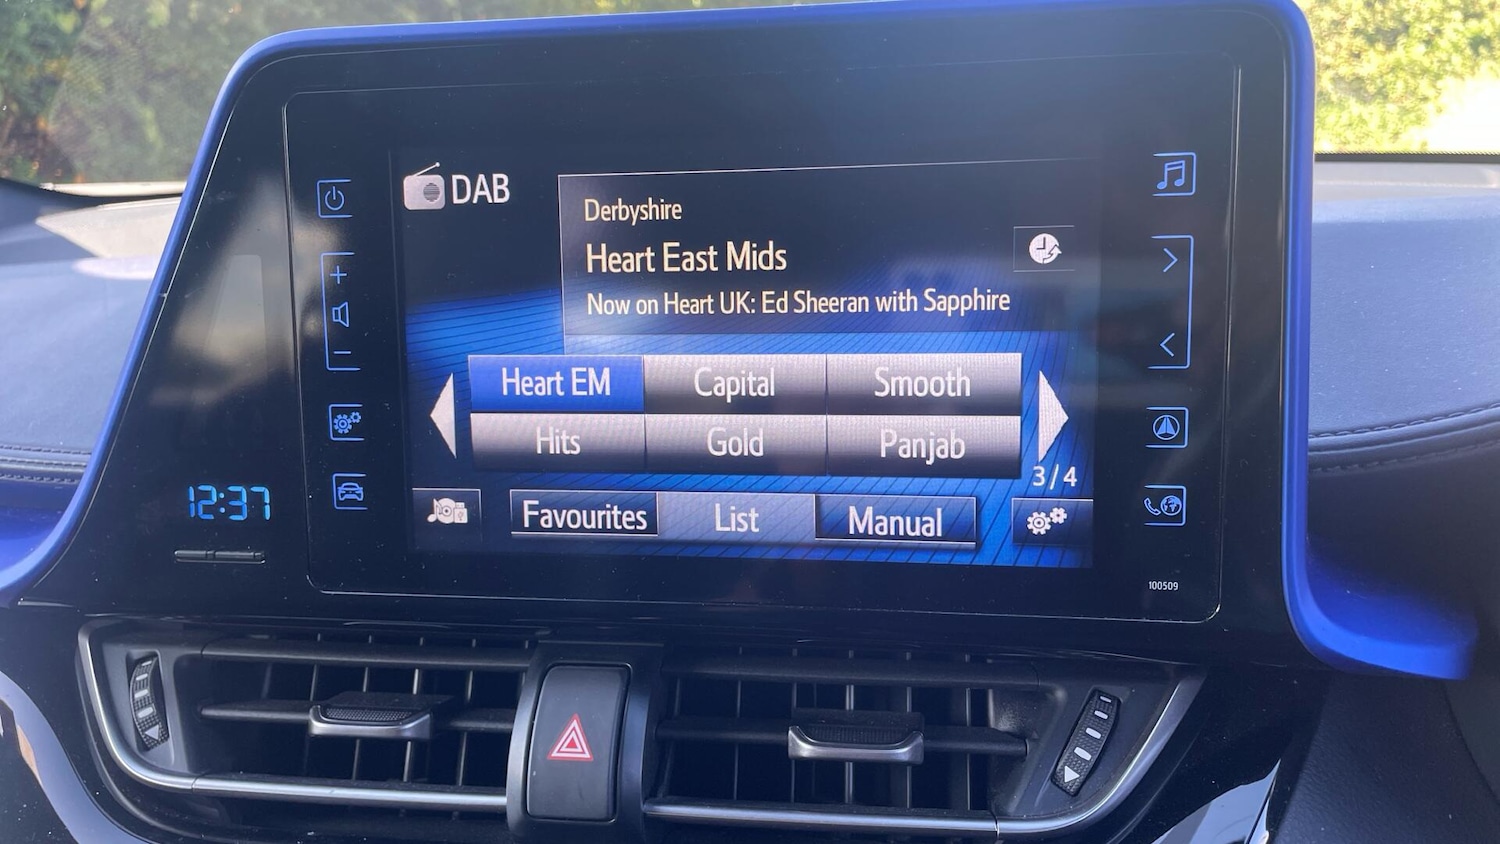 DAB
Derbyshire
Heart East Mids
Now on Heart UK: Ed Sheeran with Sapphire
Heart EM Capital Smooth
Hits Gold Panjab
3/4
Favourites List Manual
12:37
100509